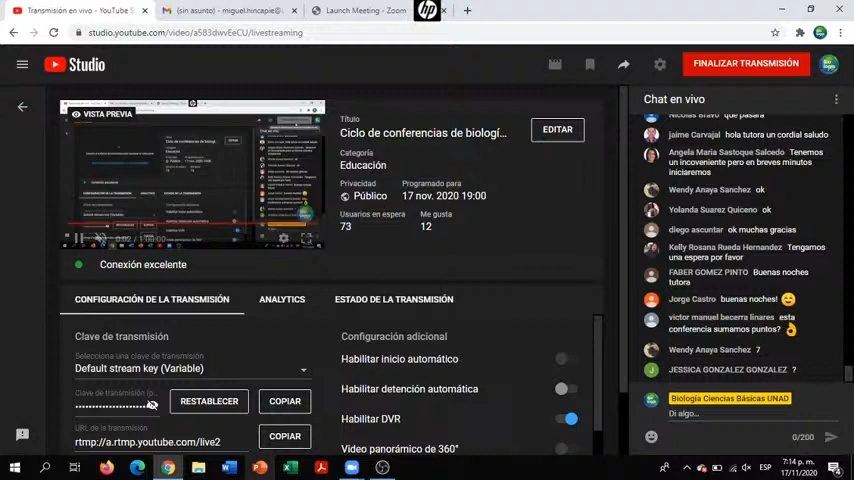 Transmisión en vivo - YouTube S
(sin asunto) - miguel.hincapie@u
Launch Meeting - Zoom
studio.youtube.com/video/a583dwvEeCU/livestreaming
Studio
FINALIZAR TRANSMISIÓN
VISTA PREVIA
Título
Ciclo de conferencias de biologí...
EDITAR
Categoría
Educación
Privacidad
Programado para
Público
17 nov. 2020 19:00
Usuarios en espera
Me gusta
73
12
Conexión excelente
CONFIGURACIÓN DE LA TRANSMISIÓN
ANALYTICS
ESTADO DE LA TRANSMISIÓN
Clave de transmisión
Selecciona una clave de transmisión
Default stream key (Variable)
Clave de transmisión (p...
RESTABLECER
COPIAR
URL de la transmisión
rtmp://a.rtmp.youtube.com/live2
COPIAR
Configuración adicional
Habilitar inicio automático
Habilitar detención automática
Habilitar DVR
Video panorámico de 360°
Chat en vivo
Nicolas Bravo que pasara
jaime Carvajal hola tutora un cordial saludo
Angela Maria Sastoque Salcedo Tenemos
un incoveniente pero en breves minutos
iniciaremos
Wendy Anaya Sanchez ok
Yolanda Suarez Quiceno ok
diego ascuntar ok muchas gracias
Kelly Rosana Rueda Hernandez Tengamos
una espera por favor
FABER GOMEZ PINTO Buenas noches
tutora
Jorge Castro buenas noches! 😊
victor manuel becerra linares esta
conferencia sumamos puntos? 👌
Wendy Anaya Sanchez 7
JESSICA GONZALEZ GONZALEZ ?
Biología Ciencias Básicas UNAD
Di algo...
0/200
ESP
7:14 p. m.
17/11/2020